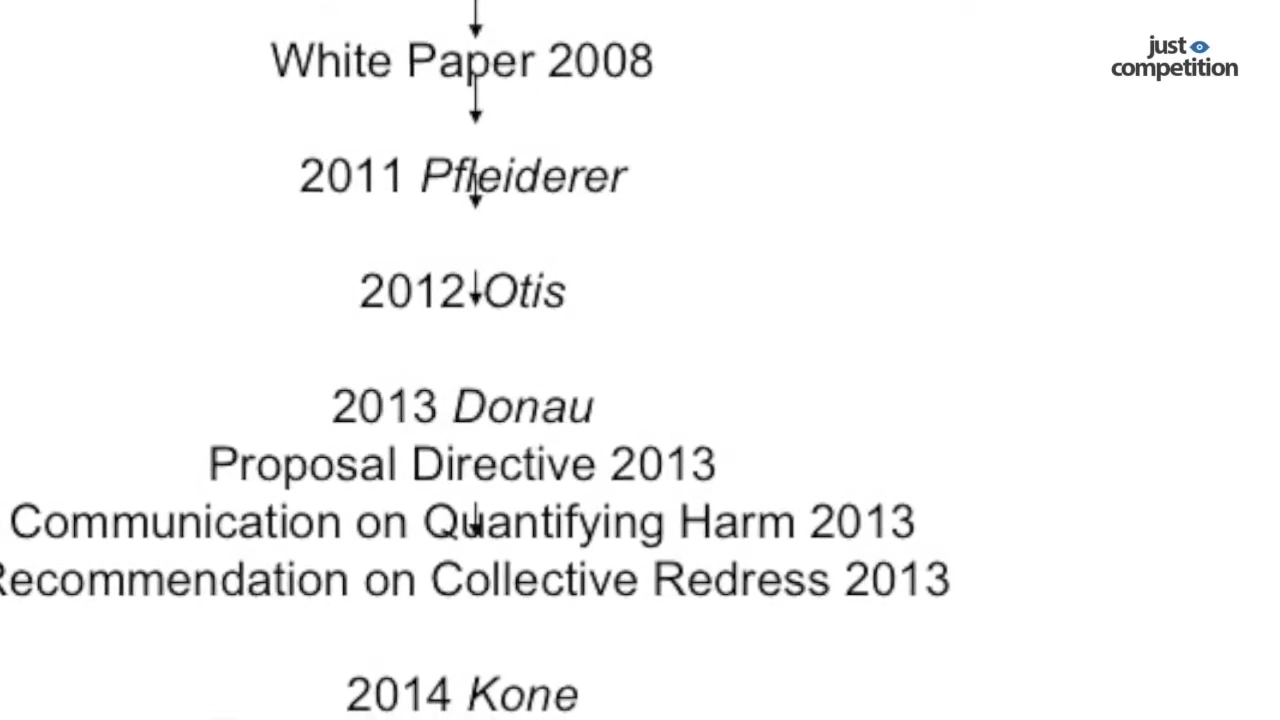 just
competition
White Paper 2008
2011 Pfleiderer
2012 Otis
2013 Donau
Proposal Directive 2013
Communication on Quantifying Harm 2013
Recommendation on Collective Redress 2013
2014 Kone